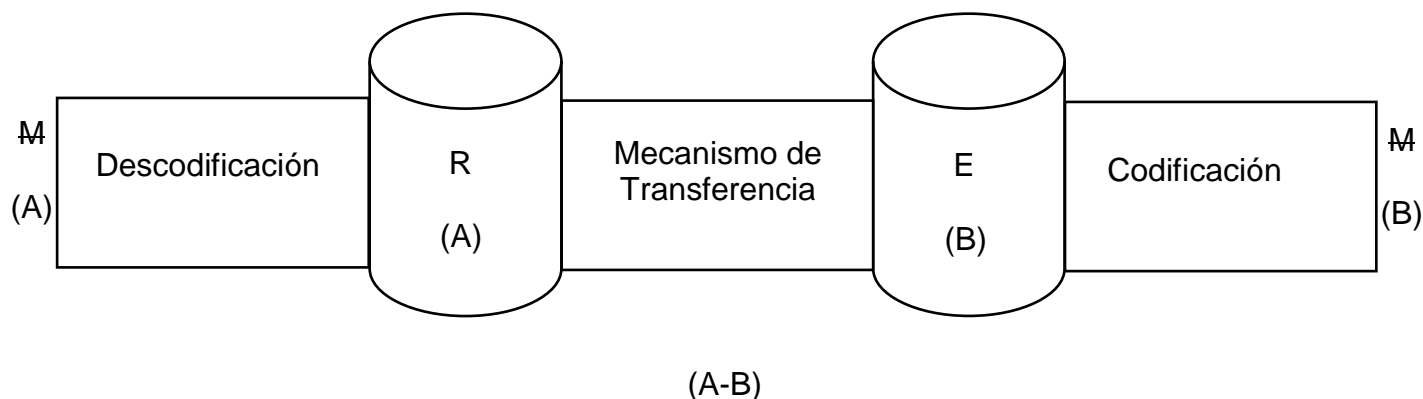 M
(A)
Descodificación
R
(A)
Mecanismo de
Transferencia
E
(B)
Codificación
M
(B)
(A-B)